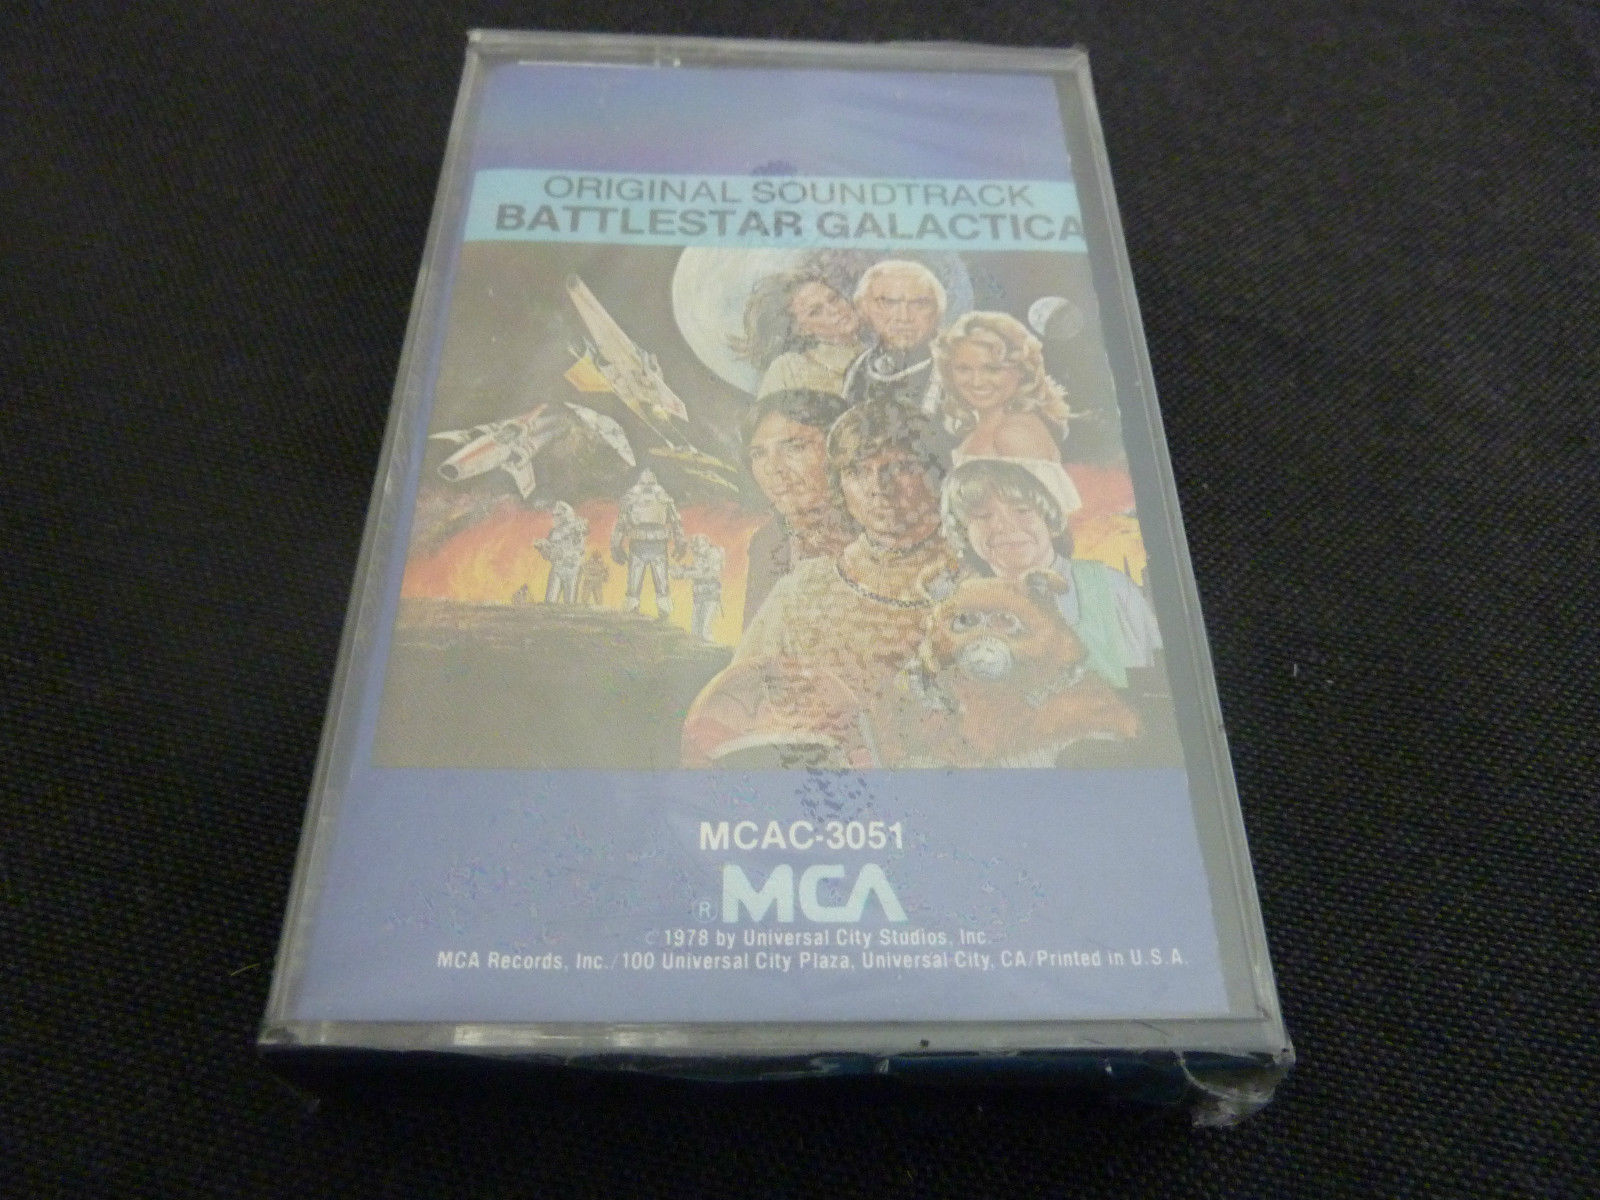 ORIGINAL SOUNDTRACK
BATTLESTAR GALACTICA
MCAC-3051
® MCA
© 1978 by Universal City Studios, Inc.
MCA Records, Inc./100 Universal City Plaza, Universal City, CA/Printed in U.S.A.